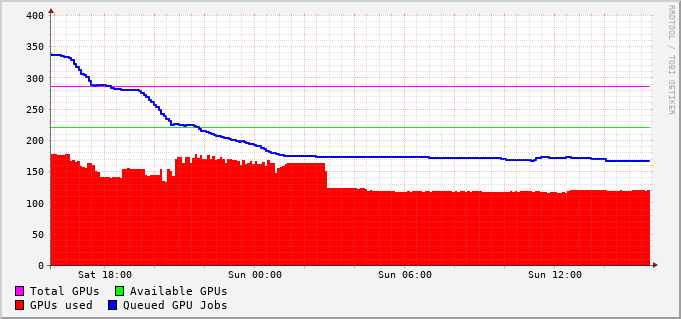 400
350
300
250
200
150
100
50
0
Sat 18:00 Sun 00:00 Sun 06:00 Sun 12:00
Total GPUs Available GPUs
GPUs used Queued GPU Jobs
RRDTOOL / TOBI OETIKER